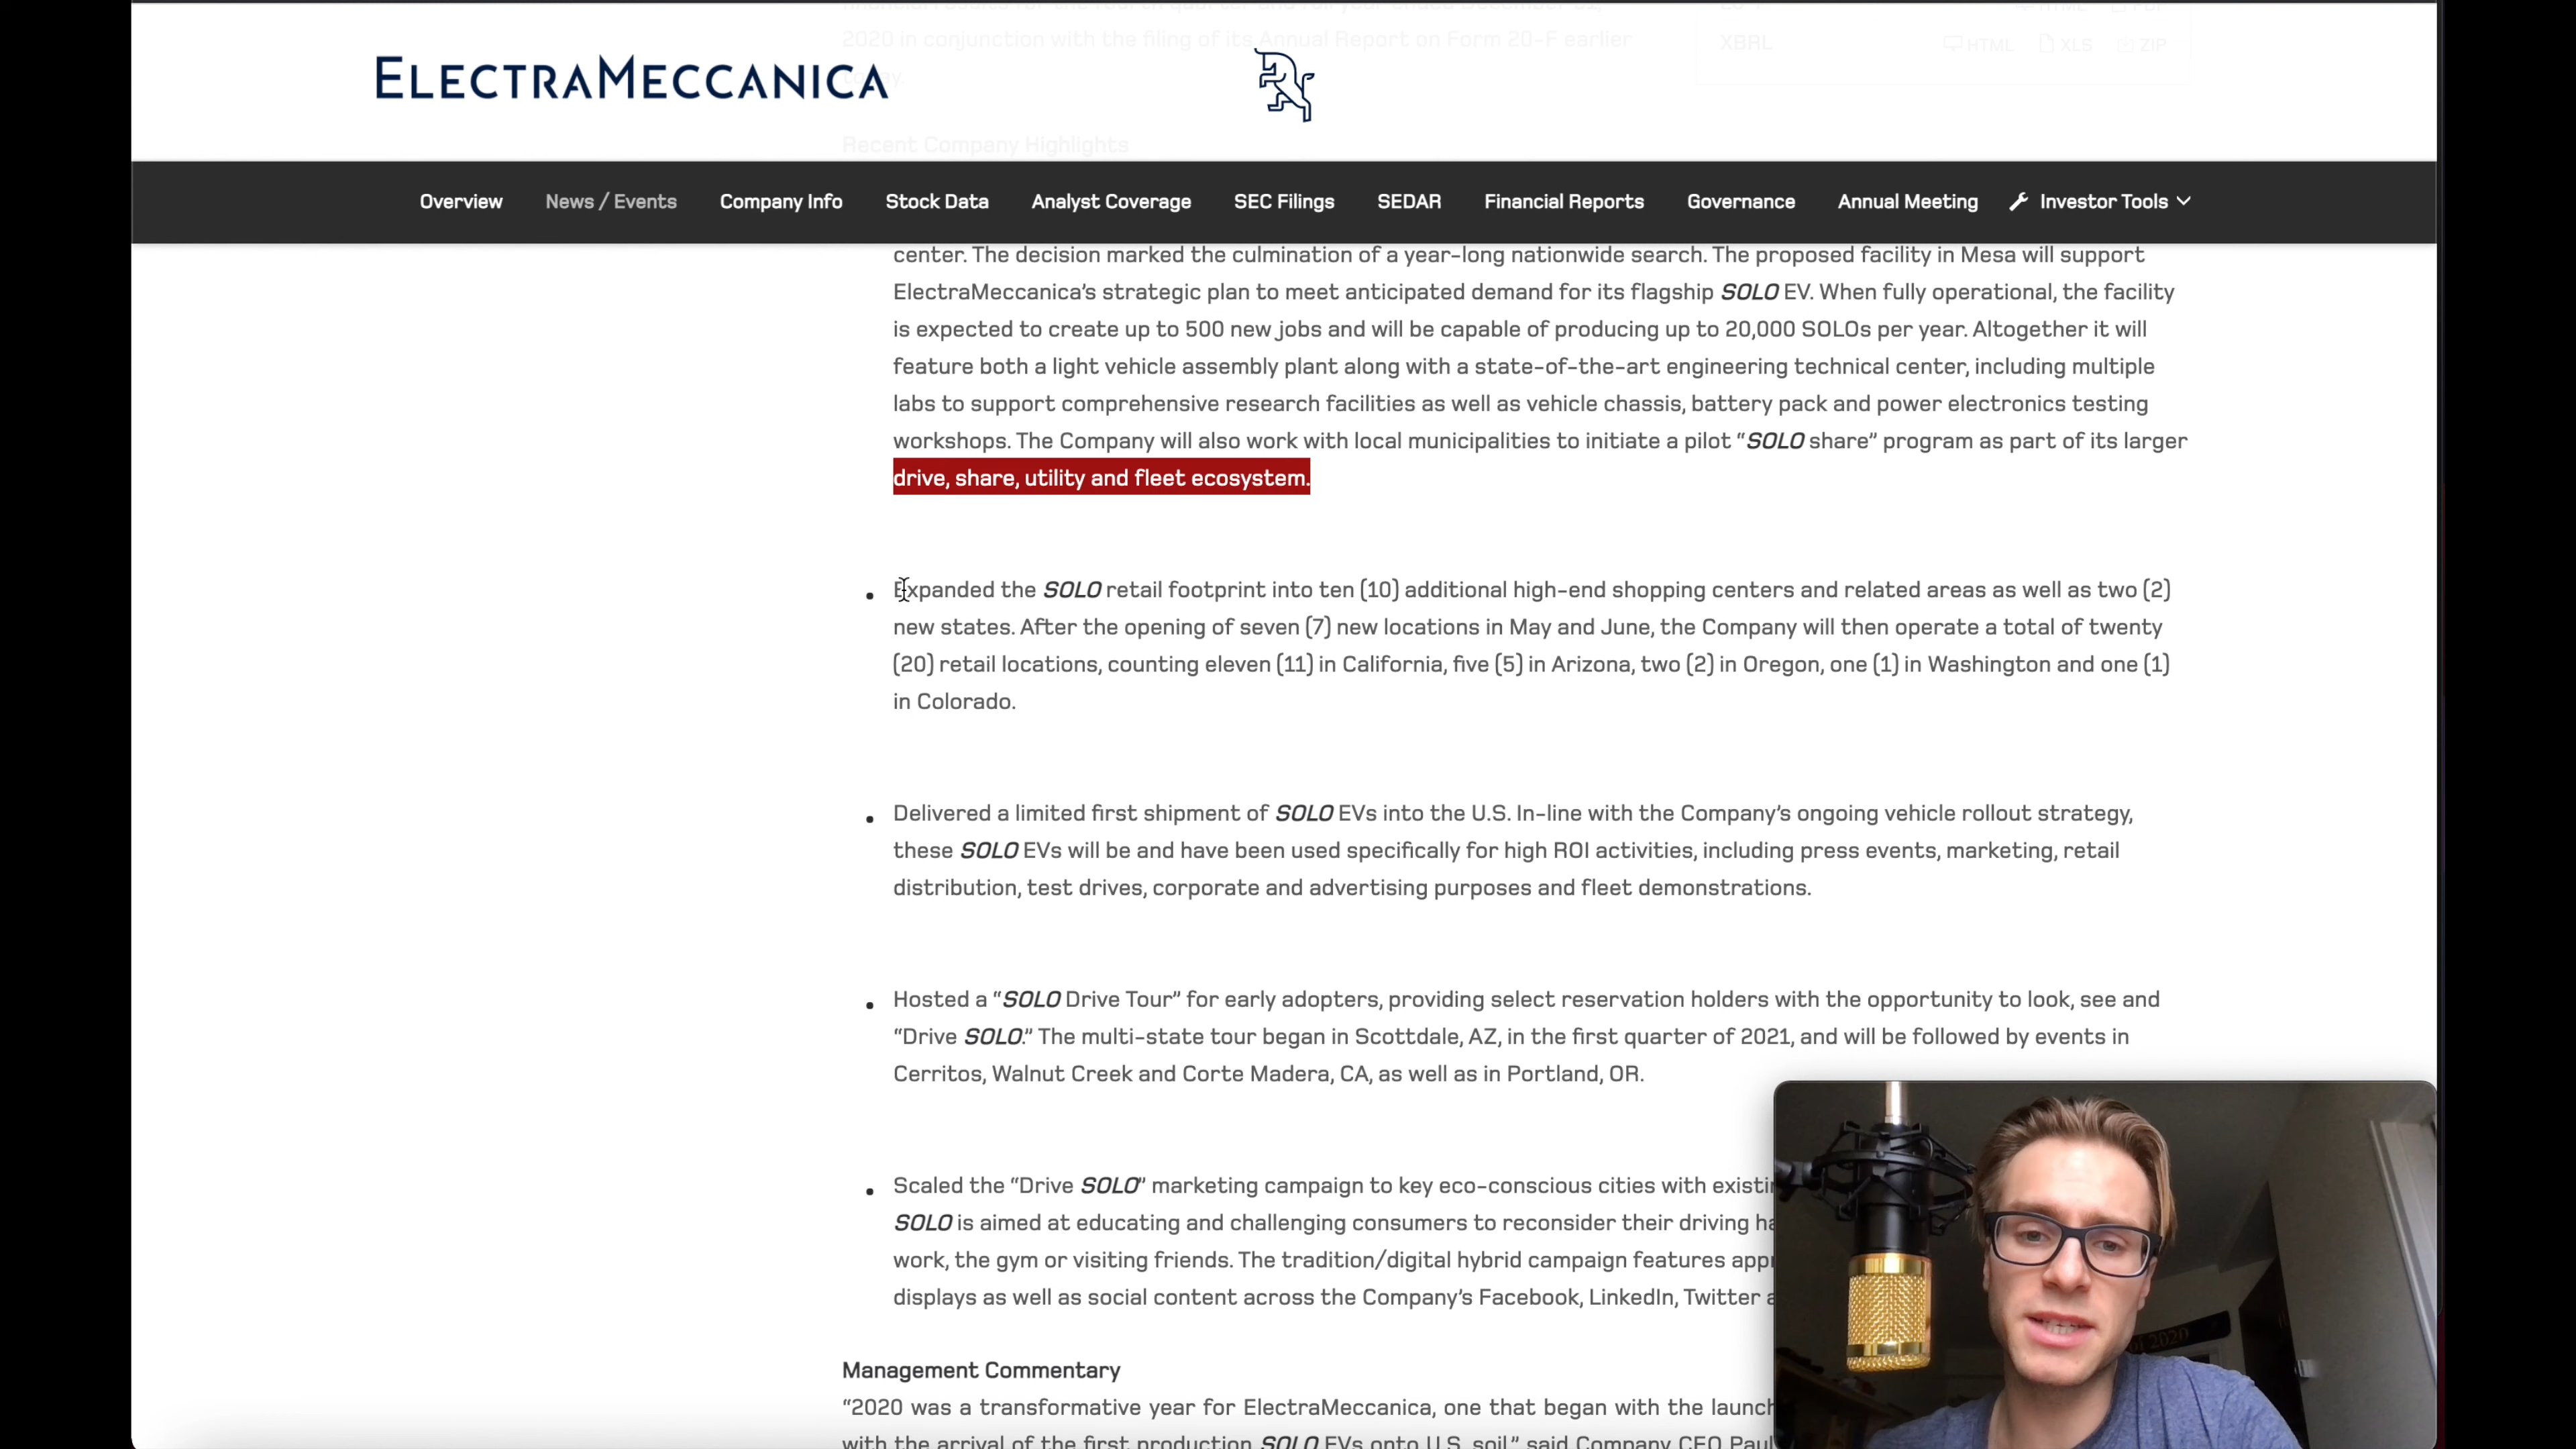 financial results for the fourth quarter and full year ended December 31,
2020 in conjunction with the filing of its Annual Report on Form 20-F earlier
today.
XBRL HTML XLS ZIP
ELECTRAMECCANICA
Recent Company Highlights
Overview News / Events Company Info Stock Data Analyst Coverage SEC Filings SEDAR Financial Reports Governance Annual Meeting Investor Tools
center. The decision marked the culmination of a year-long nationwide search. The proposed facility in Mesa will support
ElectraMeccanica's strategic plan to meet anticipated demand for its flagship SOLO EV. When fully operational, the facility
is expected to create up to 500 new jobs and will be capable of producing up to 20,000 SOLOs per year. Altogether it will
feature both a light vehicle assembly plant along with a state-of-the-art engineering technical center, including multiple
labs to support comprehensive research facilities as well as vehicle chassis, battery pack and power electronics testing
workshops. The Company will also work with local municipalities to initiate a pilot “SOLO share” program as part of its larger
drive, share, utility and fleet ecosystem.
Expanded the SOLO retail footprint into ten (10) additional high-end shopping centers and related areas as well as two (2)
new states. After the opening of seven (7) new locations in May and June, the Company will then operate a total of twenty
(20) retail locations, counting eleven (11) in California, five (5) in Arizona, two (2) in Oregon, one (1) in Washington and one (1)
in Colorado.
Delivered a limited first shipment of SOLO EVs into the U.S. In-line with the Company's ongoing vehicle rollout strategy,
these SOLO EVs will be and have been used specifically for high ROI activities, including press events, marketing, retail
distribution, test drives, corporate and advertising purposes and fleet demonstrations.
Hosted a “SOLO Drive Tour” for early adopters, providing select reservation holders with the opportunity to look, see and
“Drive SOLO.” The multi-state tour began in Scottdale, AZ, in the first quarter of 2021, and will be followed by events in
Cerritos, Walnut Creek and Corte Madera, CA, as well as in Portland, OR.
Scaled the “Drive SOLO” marketing campaign to key eco-conscious cities with existi
SOLO is aimed at educating and challenging consumers to reconsider their driving ha
work, the gym or visiting friends. The tradition/digital hybrid campaign features app
displays as well as social content across the Company's Facebook, LinkedIn, Twitter a
Management Commentary
“2020 was a transformative year for ElectraMeccanica, one that began with the launch
with the arrival of the first production SOLO EVs onto U.S. soil,” said Company CEO Paul
2020